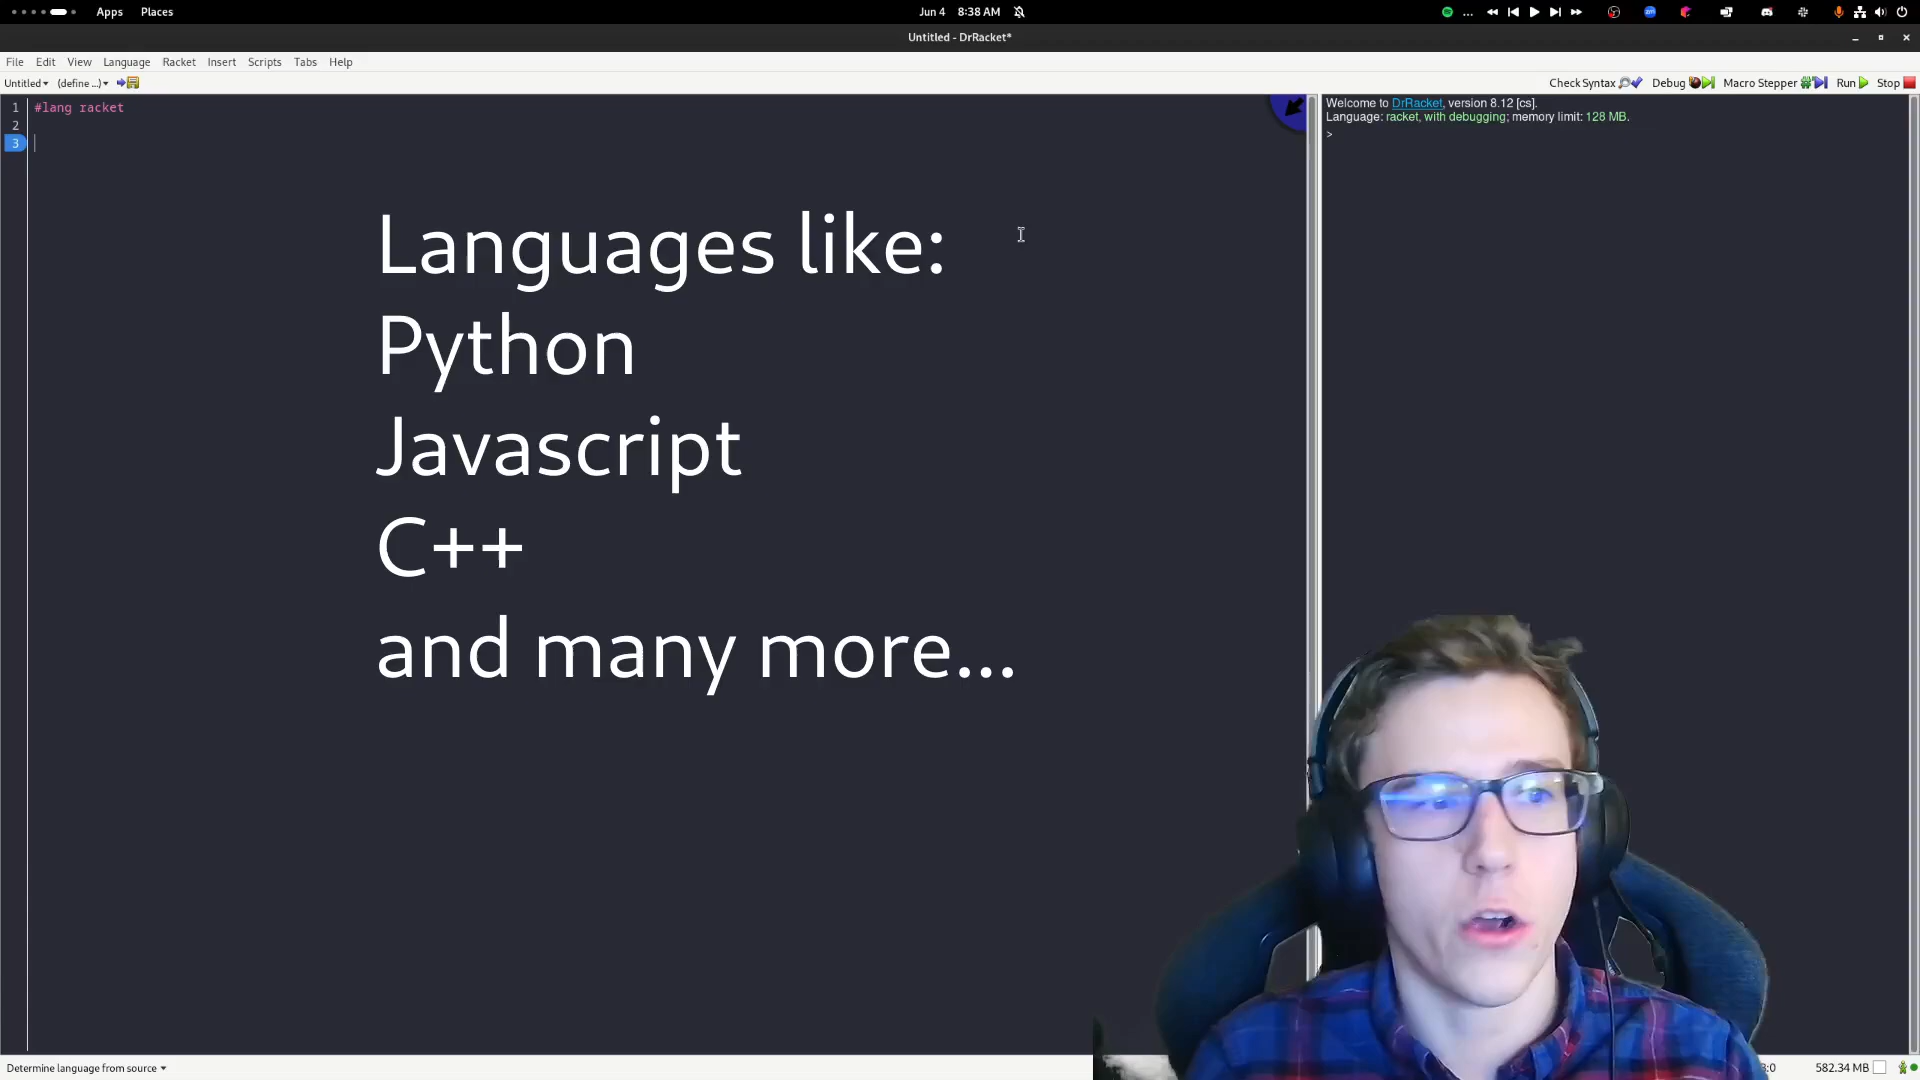 Apps Places Jun 4 8:38 AM ...
Untitled - DrRacket*
File Edit View Language Racket Insert Scripts Tabs Help
Untitled (define ...) Check Syntax Debug Macro Stepper Run Stop
1 #lang racket
2
3
Welcome to DrRacket, version 8.12 [cs].
Language: racket, with debugging; memory limit: 128 MB.
>
Languages like:
Python
Javascript
C++
and many more...
Determine language from source
:0 582.34 MB